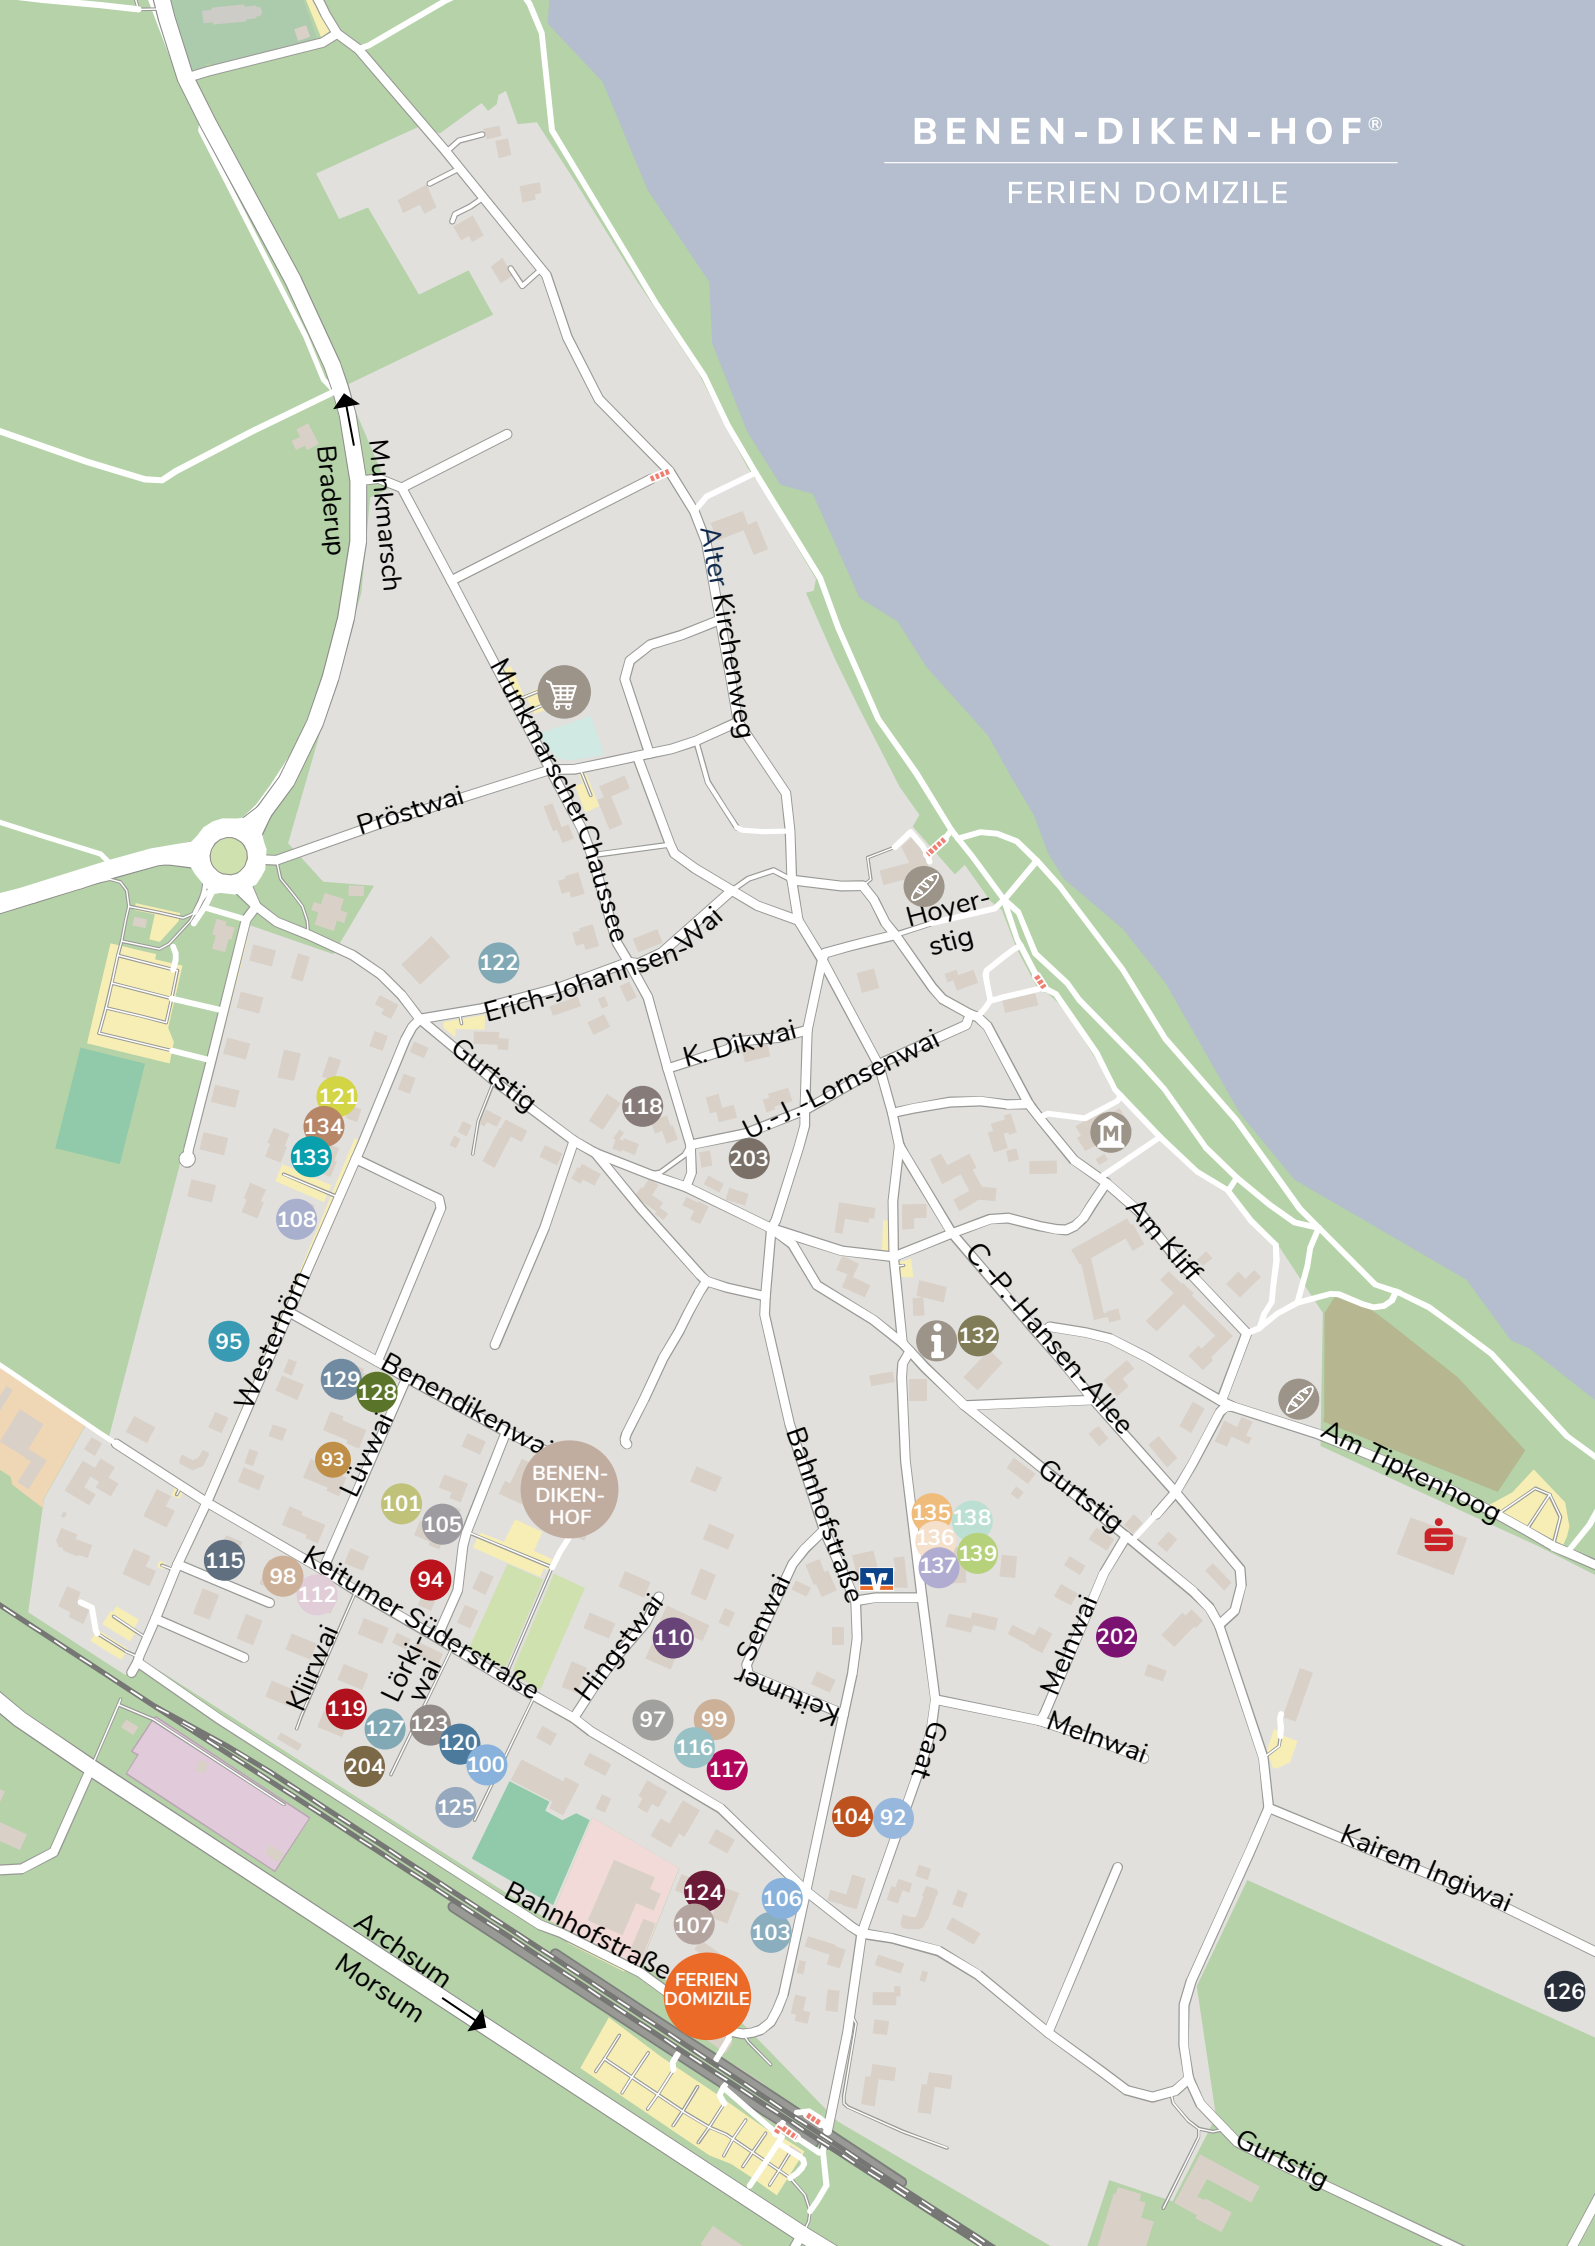 BENEN-DIKEN-HOF®
FERIEN DOMIZILE
Braderup
Munkmarsch
Alter Kirchenweg
Munkmarscher Chaussee
Pröstwai
Hoyer-
stig
122
Erich-Johannsen-Wai
K. Dikwai
U.-J.-Lornsenwai
Gurtstig
121
134
133
118
M
203
108
Am Kliff
Westerhörn
95
C.-P.-Hansen-Allee
i
132
129
128
Benendikenwai
Lüvwai
93
Am Tipkenhoog
BENEN-
DIKEN-
HOF
Bahnhofstraße
Gurtstig
101
105
135
138
136
139
137
115
98
112
94
Keitumer Süderstraße
Hingstwai
110
Senwai
Keitumer
Melnwai
202
Melnwai
Kliirwai
Lörki-
wai
119
127
123
120
100
204
125
97
99
116
117
Gaat
104
92
Kairem Ingiwai
124
107
106
103
Bahnhofstraße
Archsum
Morsum
FERIEN
DOMIZILE
126
Gurtstig